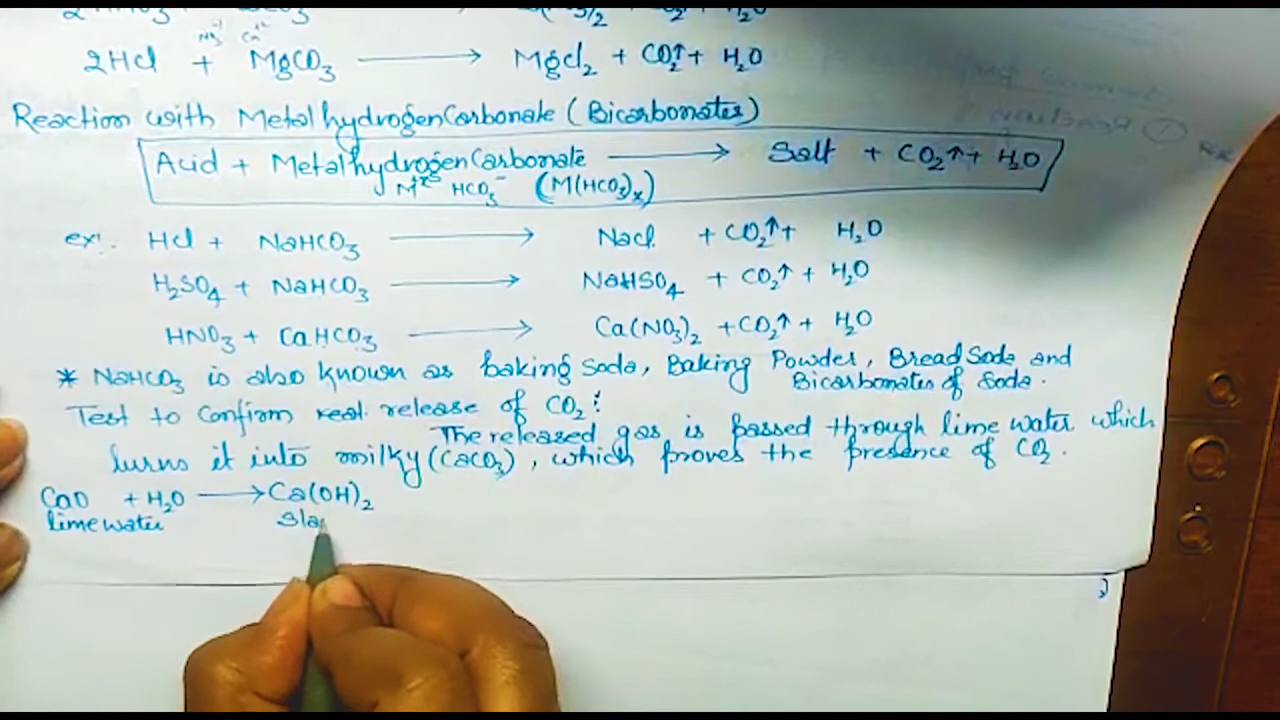 2HCl + MgCO3 ⟶ MgCl2 + CO2↑ + H2O
Reaction with Metal hydrogen Carbonate (Bicarbonates)
Acid + Metal hydrogen Carbonate ⟶ Salt + CO2↑ + H2O
HCO3⁻ (M(HCO3)x)
ex: HCl + NaHCO3 ⟶ NaCl + CO2↑ + H2O
H2SO4 + NaHCO3 ⟶ NaHSO4 + CO2↑ + H2O
HNO3 + CaHCO3 ⟶ Ca(NO3)2 + CO2↑ + H2O
* NaHCO3 is also known as baking soda, Baking Powder, Bread Soda and
Bicarbonates of Soda.
Test to Confirm real release of CO2:
The released gas is passed through lime water which
turns it into milky (CaCO3), which proves the presence of CO2.
CaO + H2O ⟶ Ca(OH)2
lime water sla